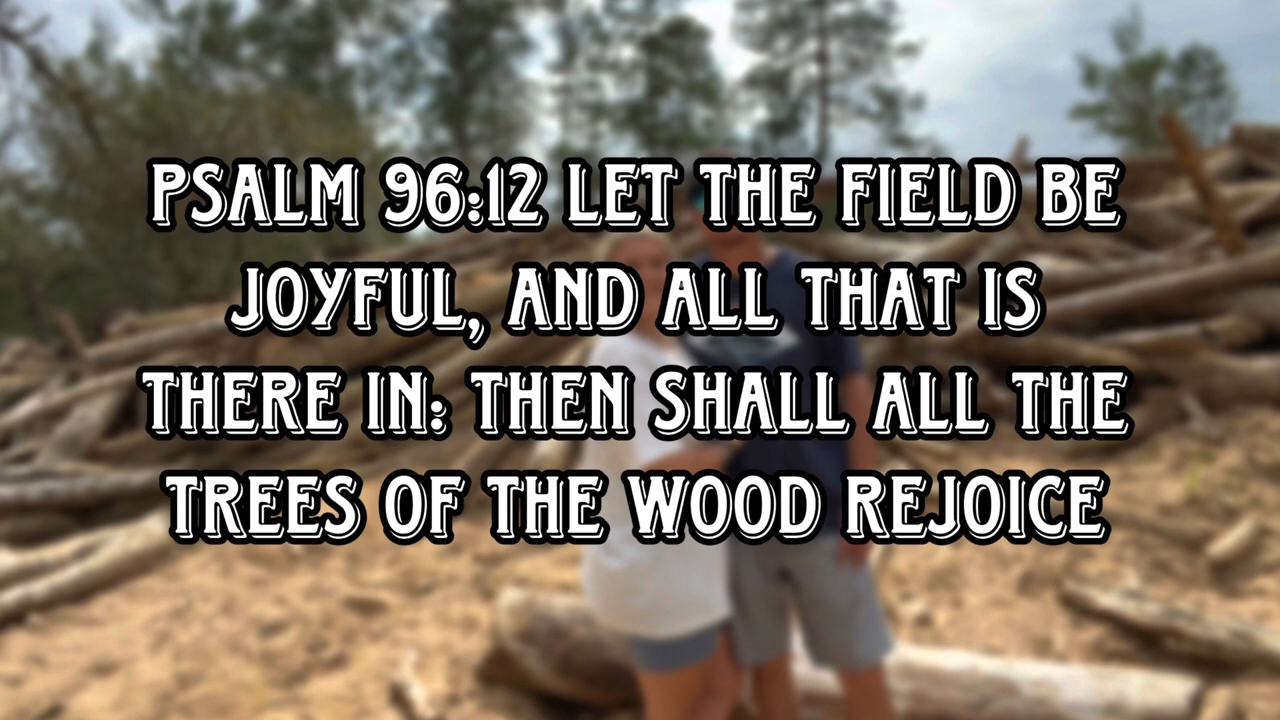 PSALM 96:12 LET THE FIELD BE
JOYFUL, AND ALL THAT IS
THERE IN: THEN SHALL ALL THE
TREES OF THE WOOD REJOICE